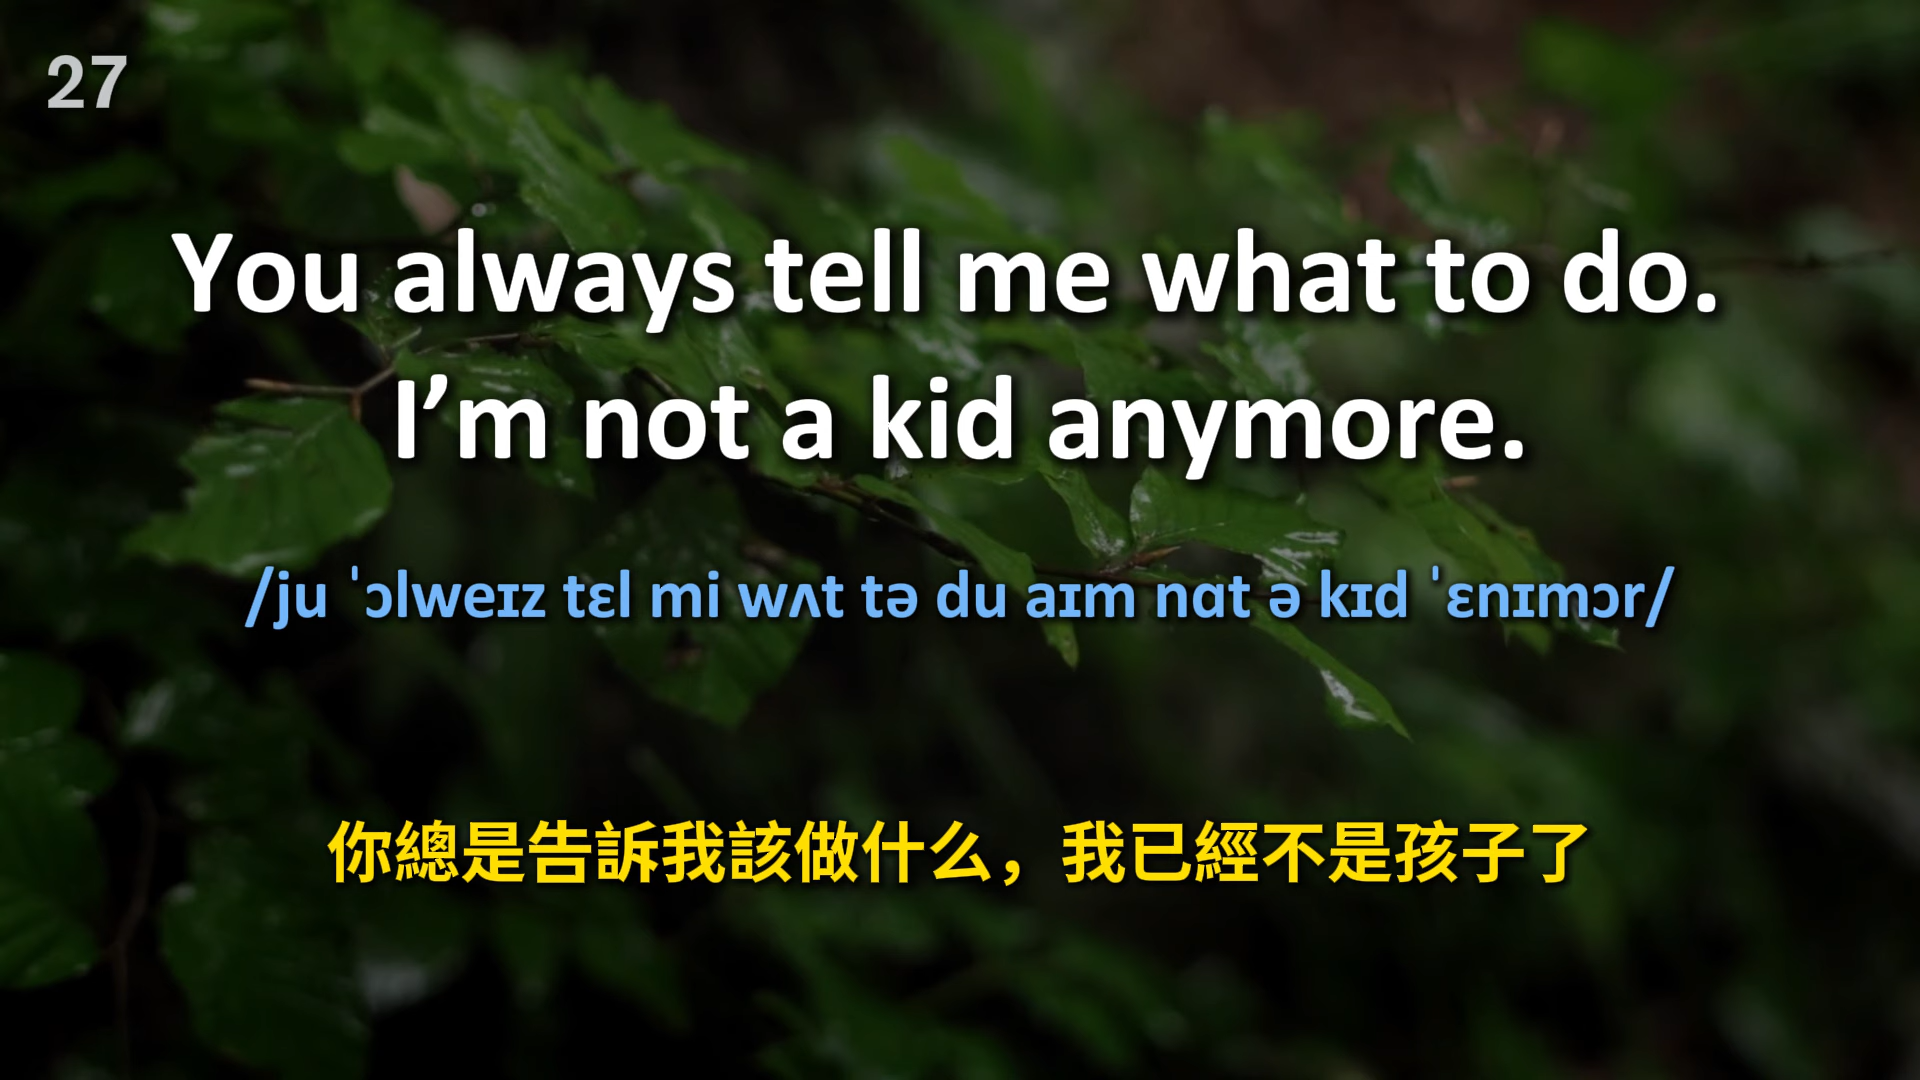 27
You always tell me what to do.
I’m not a kid anymore.
/ju ˈɔlweɪz tɛl mi wʌt tə du aɪm nɑt ə kɪd ˈɛnɪmɔr/
你總是告訴我該做什么，我已經不是孩子了